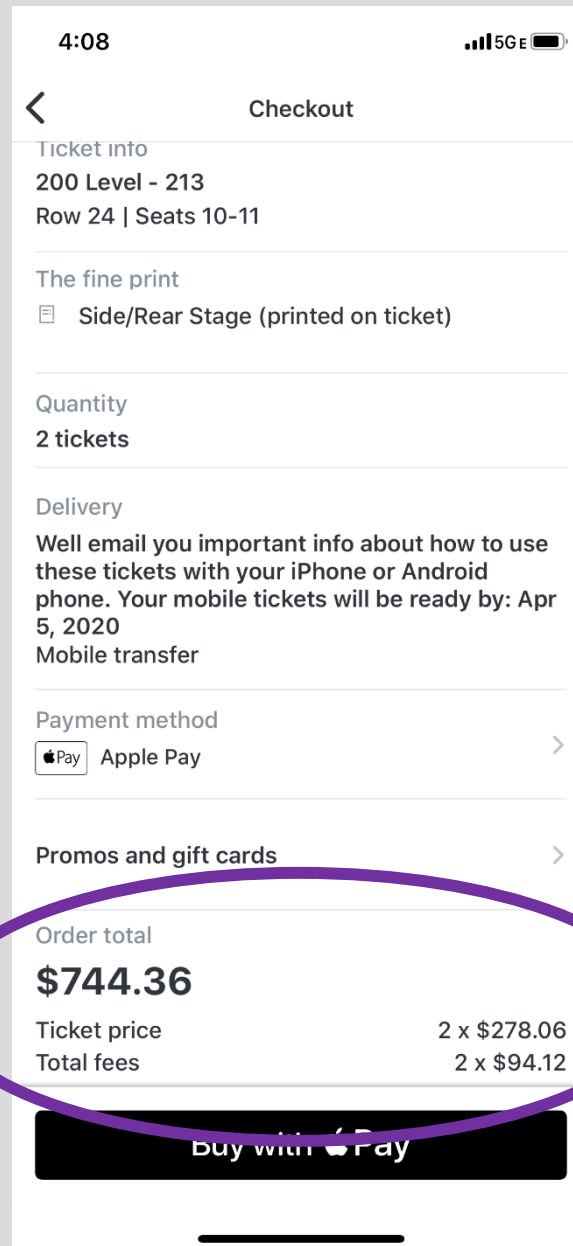 4:08
5GE
Checkout
Ticket info
200 Level - 213
Row 24 | Seats 10-11
The fine print
Side/Rear Stage (printed on ticket)
Quantity
2 tickets
Delivery
Well email you important info about how to use
these tickets with your iPhone or Android
phone. Your mobile tickets will be ready by: Apr
5, 2020
Mobile transfer
Payment method
Pay Apple Pay
Promos and gift cards
Order total
$744.36
Ticket price 2 x $278.06
Total fees 2 x $94.12
Buy with Pay